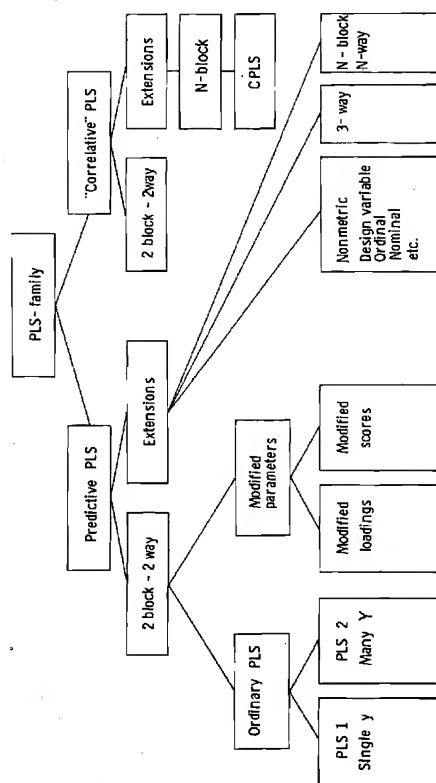 PLS- family
Predictive PLS
"Correlative" PLS
2 block - 2 way
Extensions
2 block - 2way
Extensions
N-block
CPLS
Ordinary PLS
Modified
parameters
PLS 1
Single y
PLS 2
Many Y
Modified
loadings
Modified
scores
Nonmetric
Design variable
Ordinal
Nominal
etc.
3- way
N - block
N-way